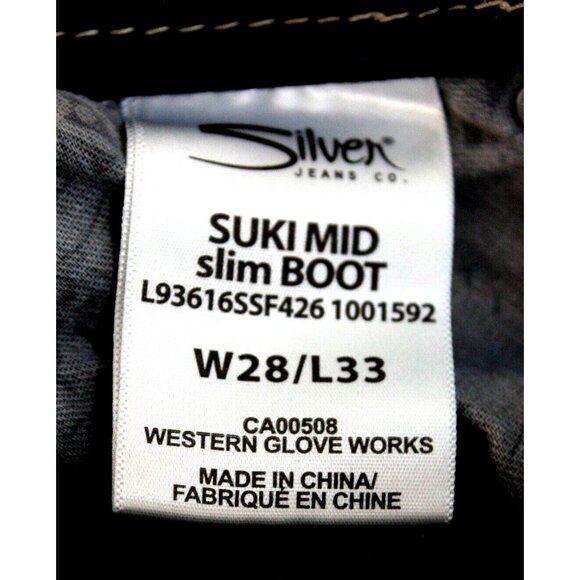 Silver®
JEANS CO.
SUKI MID
slim BOOT
L93616SSF426 1001592
W28/L33
CA00508
WESTERN GLOVE WORKS
MADE IN CHINA/
FABRIQUÉ EN CHINE